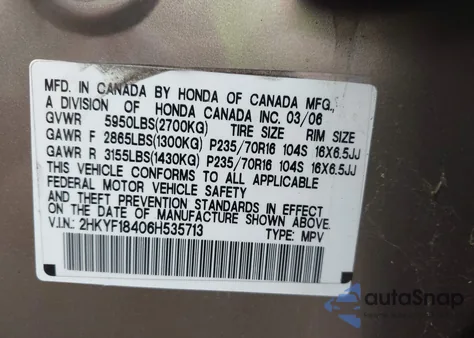 MFD. IN CANADA BY HONDA OF CANADA MFG.,
A DIVISION OF HONDA CANADA INC. 03/06
GVWR 5950LBS(2700KG) TIRE SIZE RIM SIZE
GAWR F 2865LBS(1300KG) P235/70R16 104S 16X6.5JJ
GAWR R 3155LBS(1430KG) P235/70R16 104S 16X6.5JJ
THIS VEHICLE CONFORMS TO ALL APPLICABLE
FEDERAL MOTOR VEHICLE SAFETY
AND THEFT PREVENTION STANDARDS IN EFFECT
ON THE DATE OF MANUFACTURE SHOWN ABOVE.
V.I.N.: 2HKYF18406H535713 TYPE: MPV
autoSnap